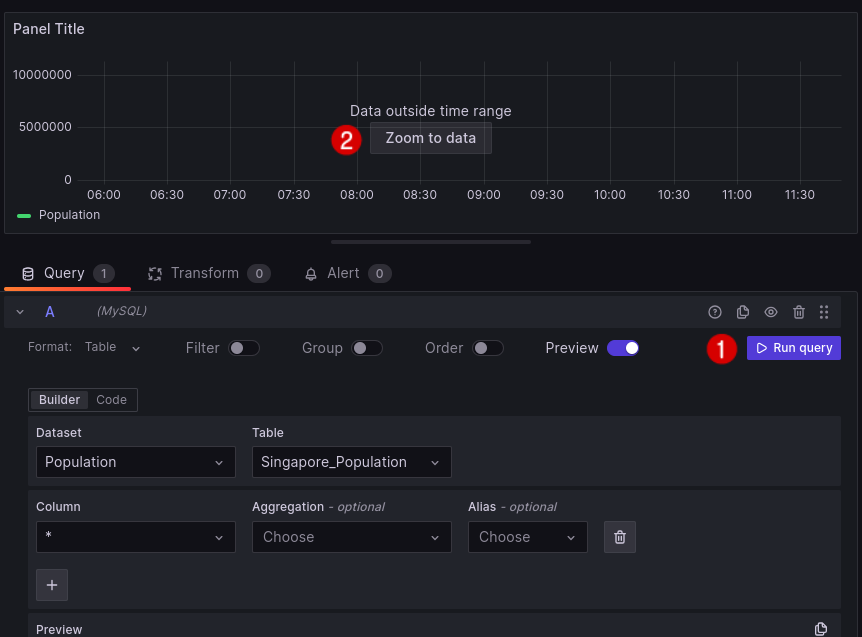 Panel Title
10000000
Data outside time range
5000000
2 Zoom to data
0
06:00 06:30 07:00 07:30 08:00 08:30 09:00 09:30 10:00 10:30 11:00 11:30
Population
Query 1 Transform 0 Alert 0
A (MySQL)
Format: Table Filter Group Order Preview 1 Run query
Builder Code
Dataset Table
Population Singapore_Population
Column Aggregation - optional Alias - optional
* Choose Choose
+
Preview